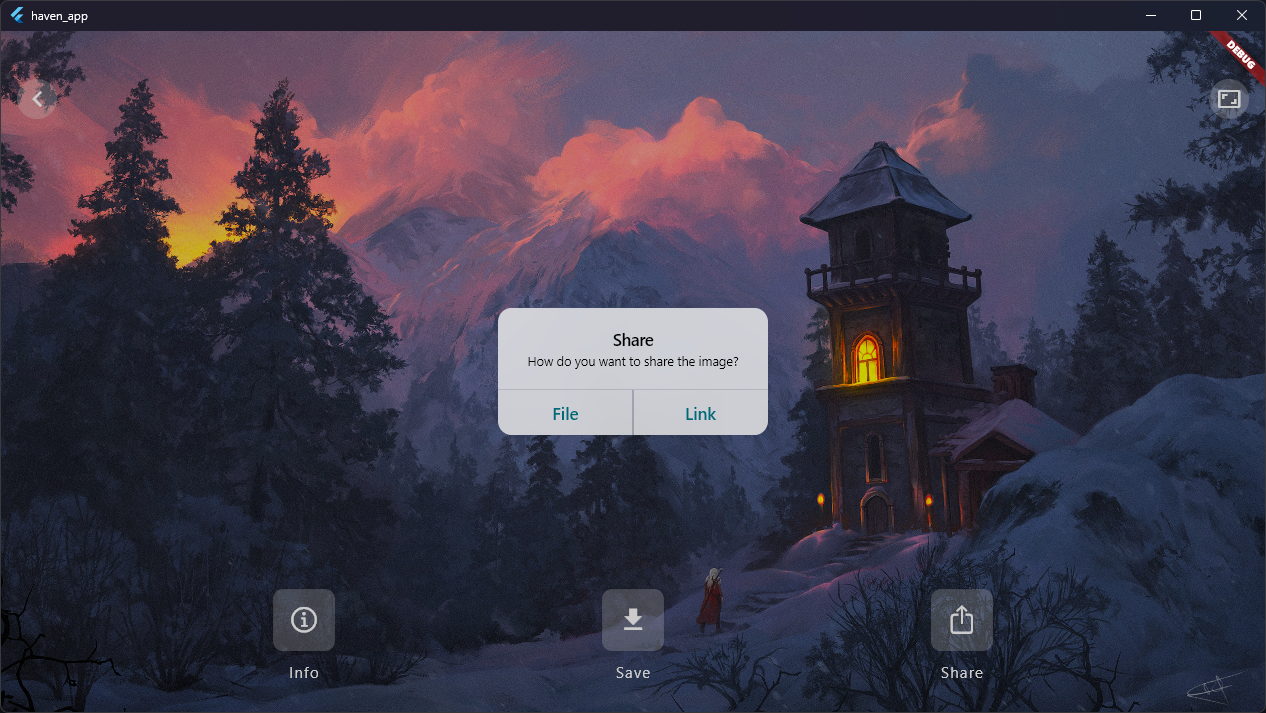 haven_app
DEBUG
Share
How do you want to share the image?
File
Link
Info
Save
Share